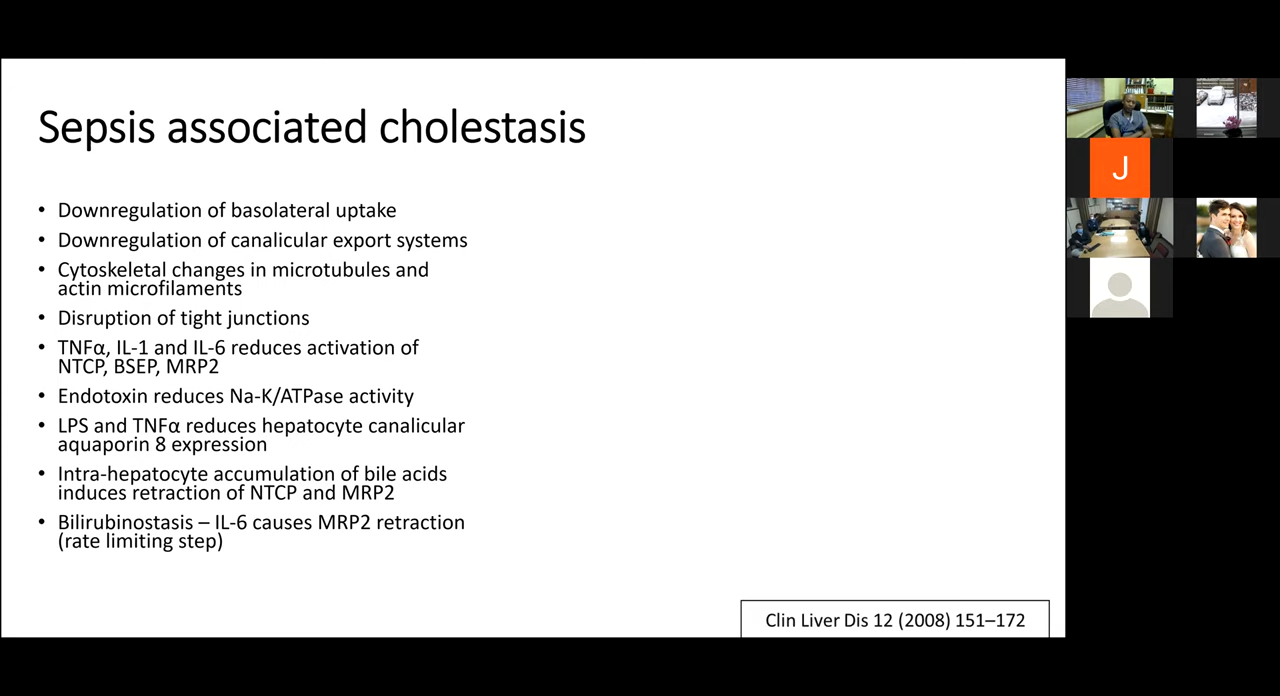 Sepsis associated cholestasis
• Downregulation of basolateral uptake
• Downregulation of canalicular export systems
• Cytoskeletal changes in microtubules and
actin microfilaments
• Disruption of tight junctions
• TNFα, IL-1 and IL-6 reduces activation of
NTCP, BSEP, MRP2
• Endotoxin reduces Na-K/ATPase activity
• LPS and TNFα reduces hepatocyte canalicular
aquaporin 8 expression
• Intra-hepatocyte accumulation of bile acids
induces retraction of NTCP and MRP2
• Bilirubinostasis – IL-6 causes MRP2 retraction
(rate limiting step)
Clin Liver Dis 12 (2008) 151–172
J